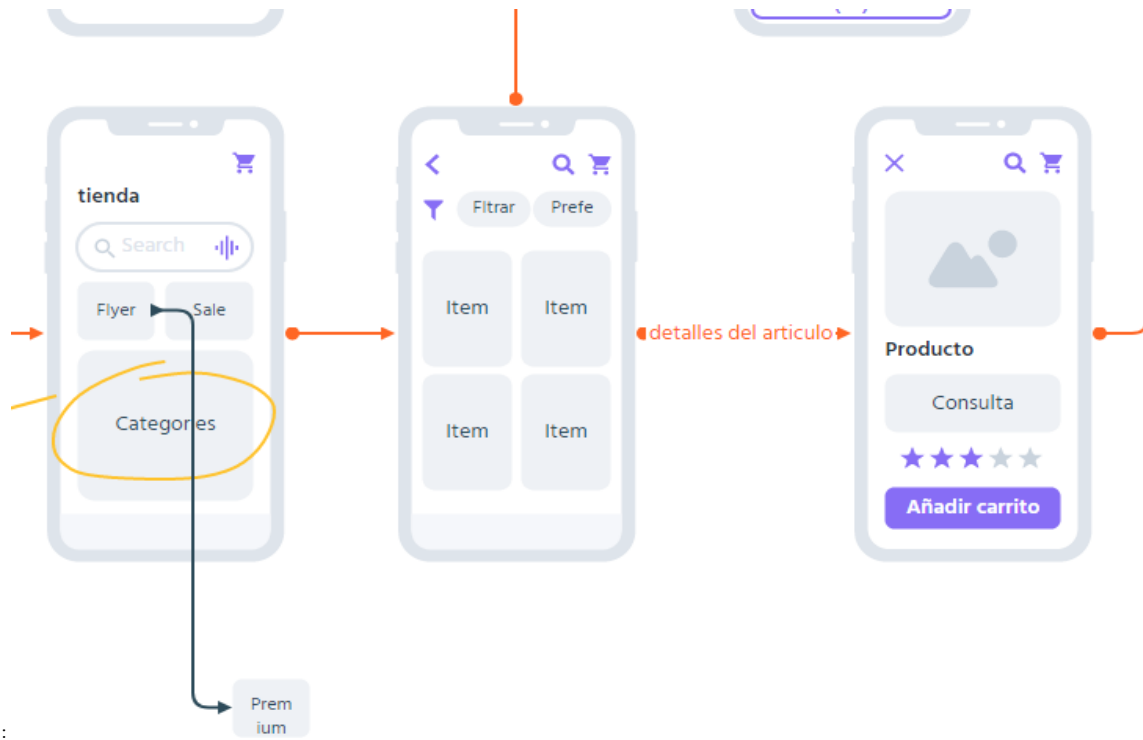 tienda
Search
Flyer
Sale
Categories
Fltrar
Prefe
Item
Item
Item
Item
detalles del articulo
Producto
Consulta
Añadir carrito
Prem
ium
: